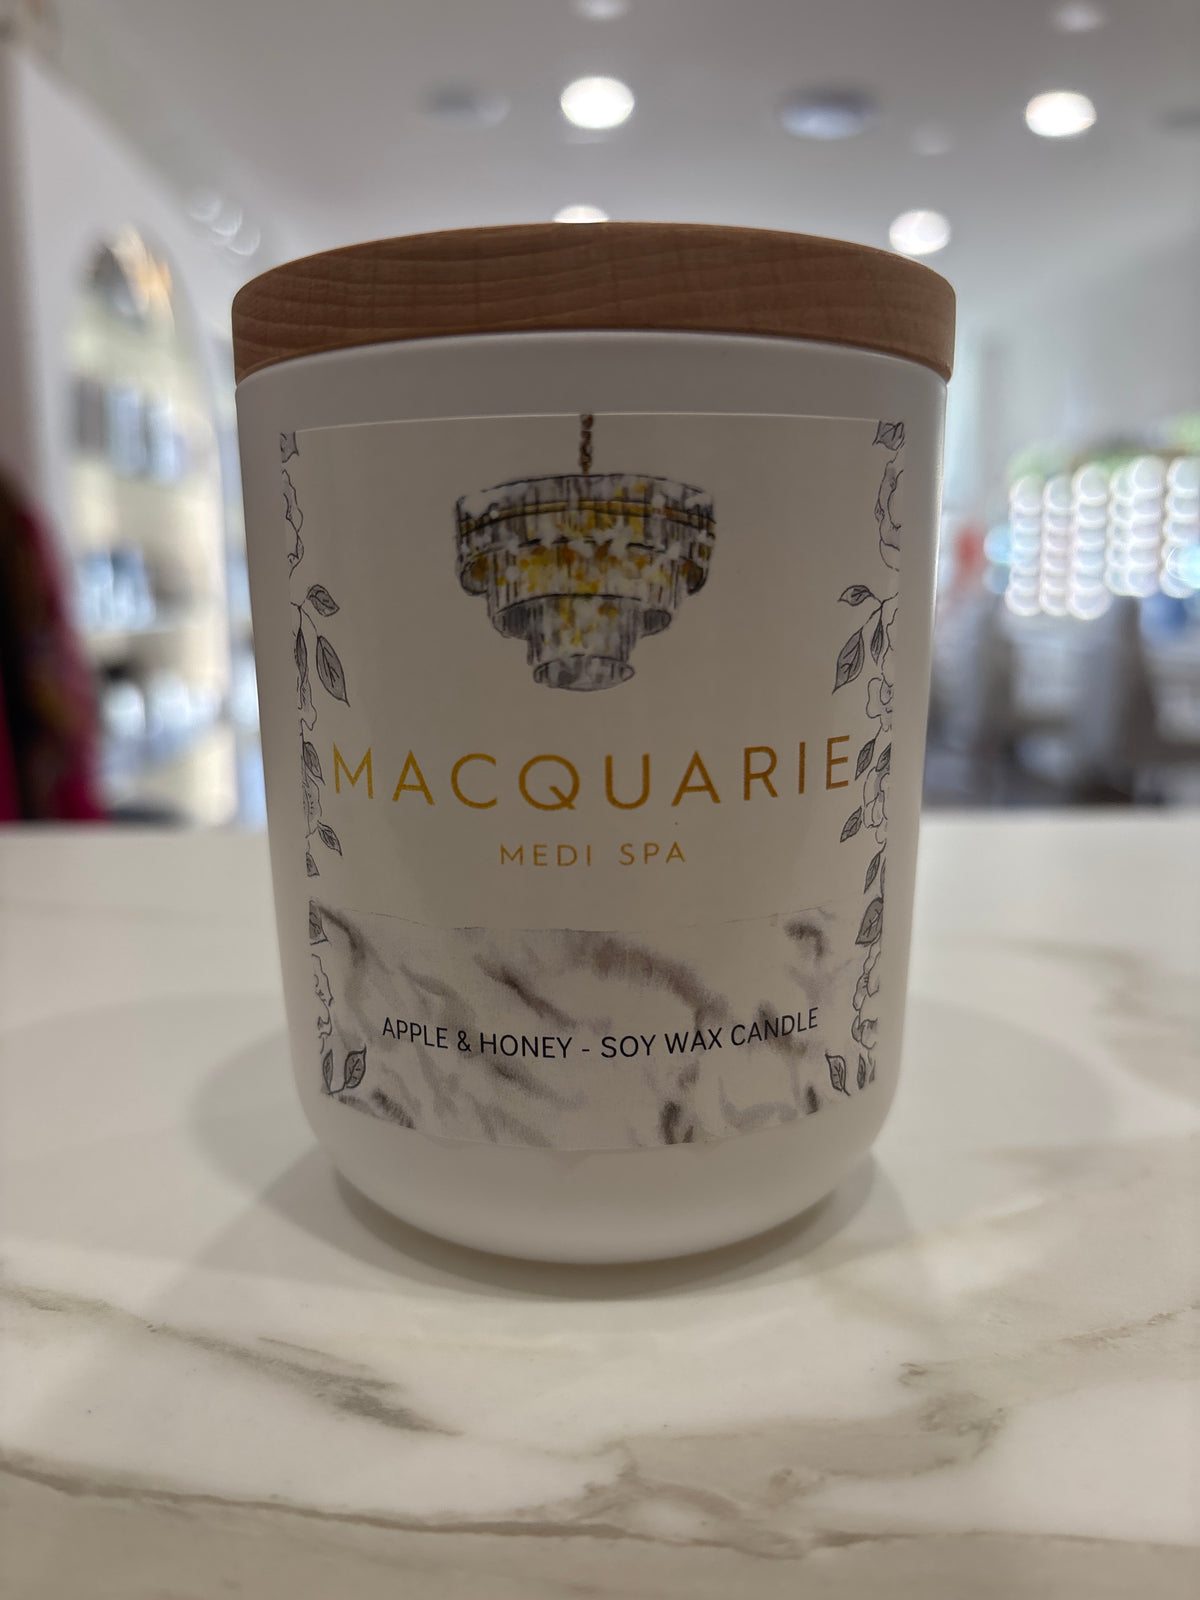 MACQUARIE
MEDI SPA
APPLE & HONEY - SOY WAX CANDLE